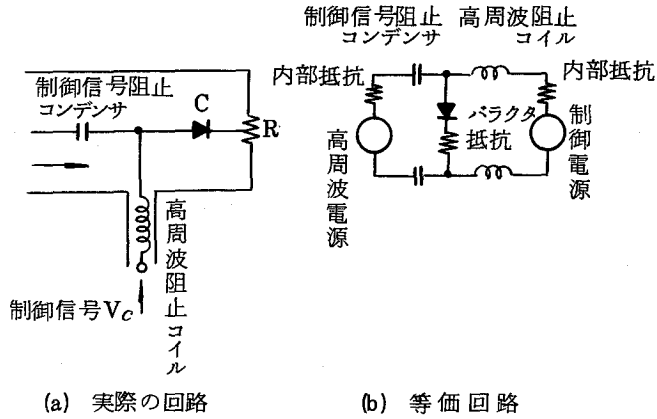 制御信号阻止
コンデンサ
C
R
高周波阻止コイル
制御信号Vc
(a) 実際の回路
制御信号阻止
コンデンサ
高周波阻止
コイル
内部抵抗
内部抵抗
バラクタ
抵抗
高周波電源
制御電源
(b) 等価回路